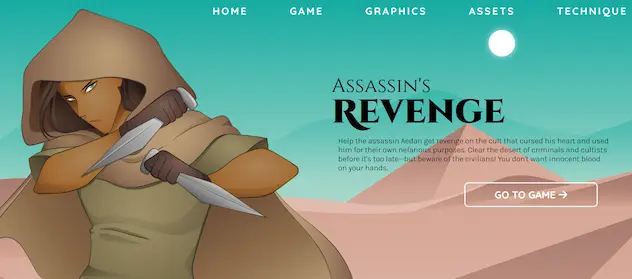 HOME GAME GRAPHICS ASSETS TECHNIQUE
ASSASSIN'S
REVENGE
Help the assassin Aedan get revenge on the cult that cursed his heart and used
him for their own nefarious purposes. Clear the desert of criminals and cultists
before it's too late--but beware of the civilians! You don't want innocent blood
on your hands.
GO TO GAME →